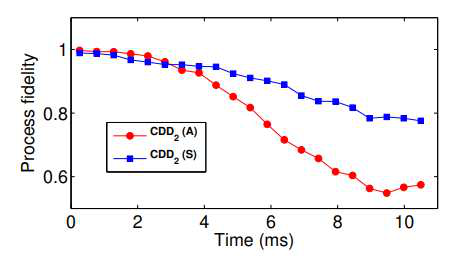 Process fidelity
1
0.8
0.6
CDD2 (A)
CDD2 (S)
0 2 4 6 8 10
Time (ms)